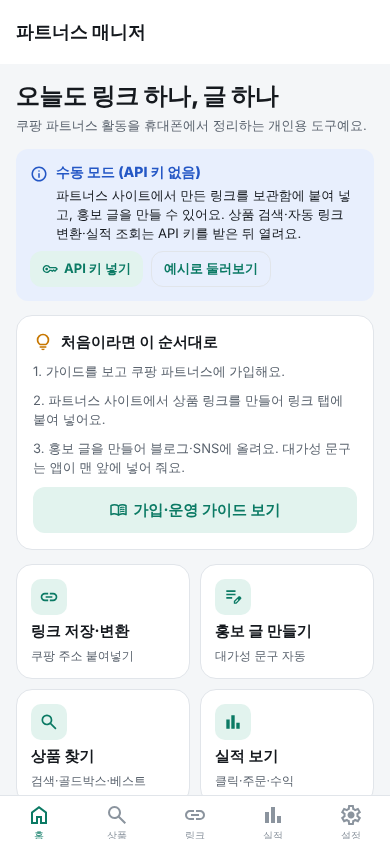 파트너스 매니저
오늘도 링크 하나, 글 하나
쿠팡 파트너스 활동을 휴대폰에서 정리하는 개인용 도구예요.
수동 모드 (API 키 없음)
파트너스 사이트에서 만든 링크를 보관함에 붙여 넣
고, 홍보 글을 만들 수 있어요. 상품 검색·자동 링크
변환·실적 조회는 API 키를 받은 뒤 열려요.
API 키 넣기
예시로 둘러보기
처음이라면 이 순서대로
1. 가이드를 보고 쿠팡 파트너스에 가입해요.
2. 파트너스 사이트에서 상품 링크를 만들어 링크 탭에
붙여 넣어요.
3. 홍보 글을 만들어 블로그·SNS에 올려요. 대가성 문구
는 앱이 맨 앞에 넣어 줘요.
가입·운영 가이드 보기
링크 저장·변환
쿠팡 주소 붙여넣기
홍보 글 만들기
대가성 문구 자동
상품 찾기
검색·골드박스·베스트
실적 보기
클릭·주문·수익
홈
상품
링크
실적
설정